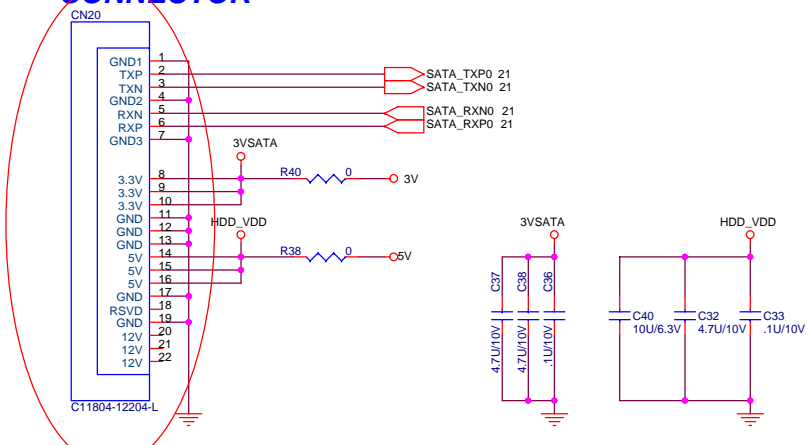 CONNECTOR
CN20
GND1 1
TXP 2
TXN 3
GND2 4
RXN 5
RXP 6
GND3 7
3.3V 8
3.3V 9
3.3V 10
GND 11
GND 12
GND 13
5V 14
5V 15
5V 16
GND 17
RSVD 18
GND 19
12V 20
12V 21
12V 22
C11804-12204-L
SATA_TXP0 21
SATA_TXN0 21
SATA_RXN0 21
SATA_RXP0 21
3VSATA
R40 0 3V
HDD_VDD
R38 0 5V
3VSATA
C37
4.7U/10V
C38
4.7U/10V
C36
.1U/10V
HDD_VDD
C40
10U/6.3V
C32
4.7U/10V
C33
.1U/10V